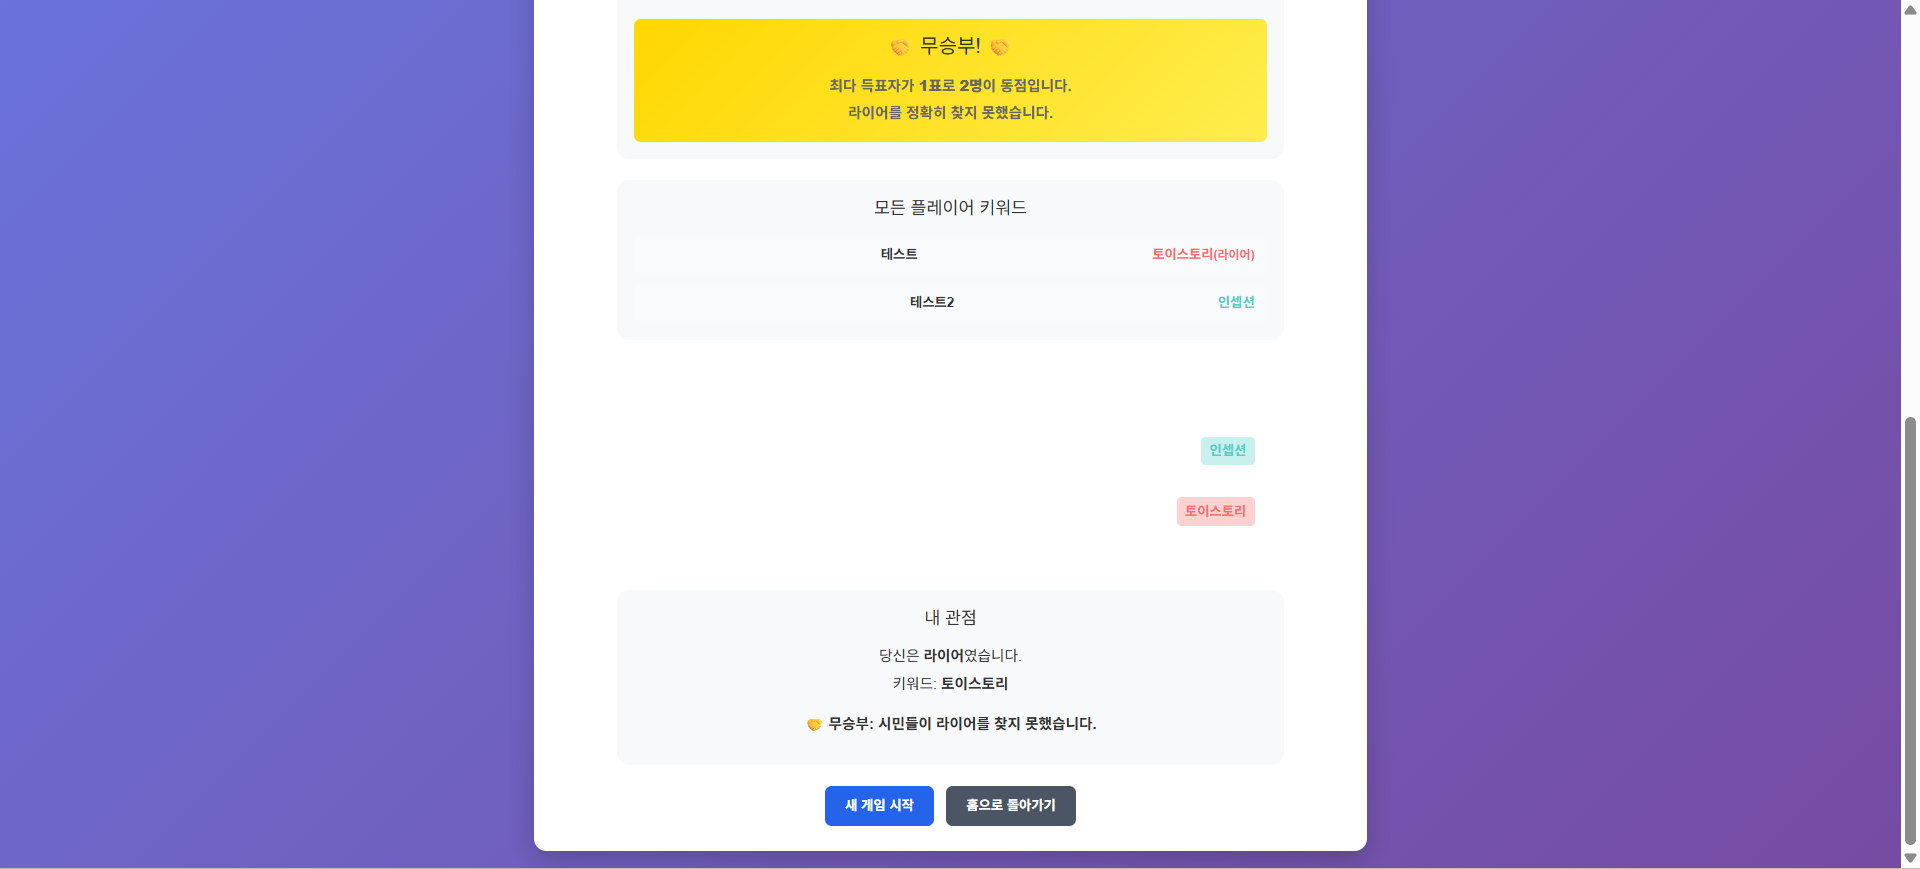 🤝 무승부! 🤝
최다 득표자가 1표로 2명이 동점입니다.
라이어를 정확히 찾지 못했습니다.
모든 플레이어 키워드
테스트 토이스토리(라이어)
테스트2 인셉션
인셉션
토이스토리
내 관점
당신은 라이어였습니다.
키워드: 토이스토리
🤝 무승부: 시민들이 라이어를 찾지 못했습니다.
새 게임 시작 홈으로 돌아가기